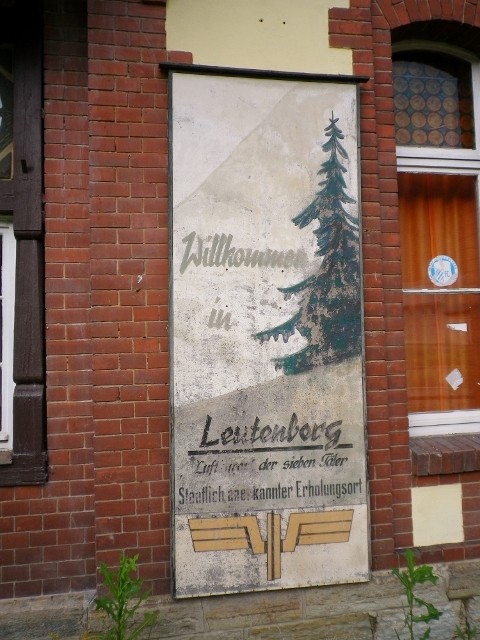 Willkommen
in
Leutenberg
Luft der sieben Täler
Staatlich anerkannter Erholungsort